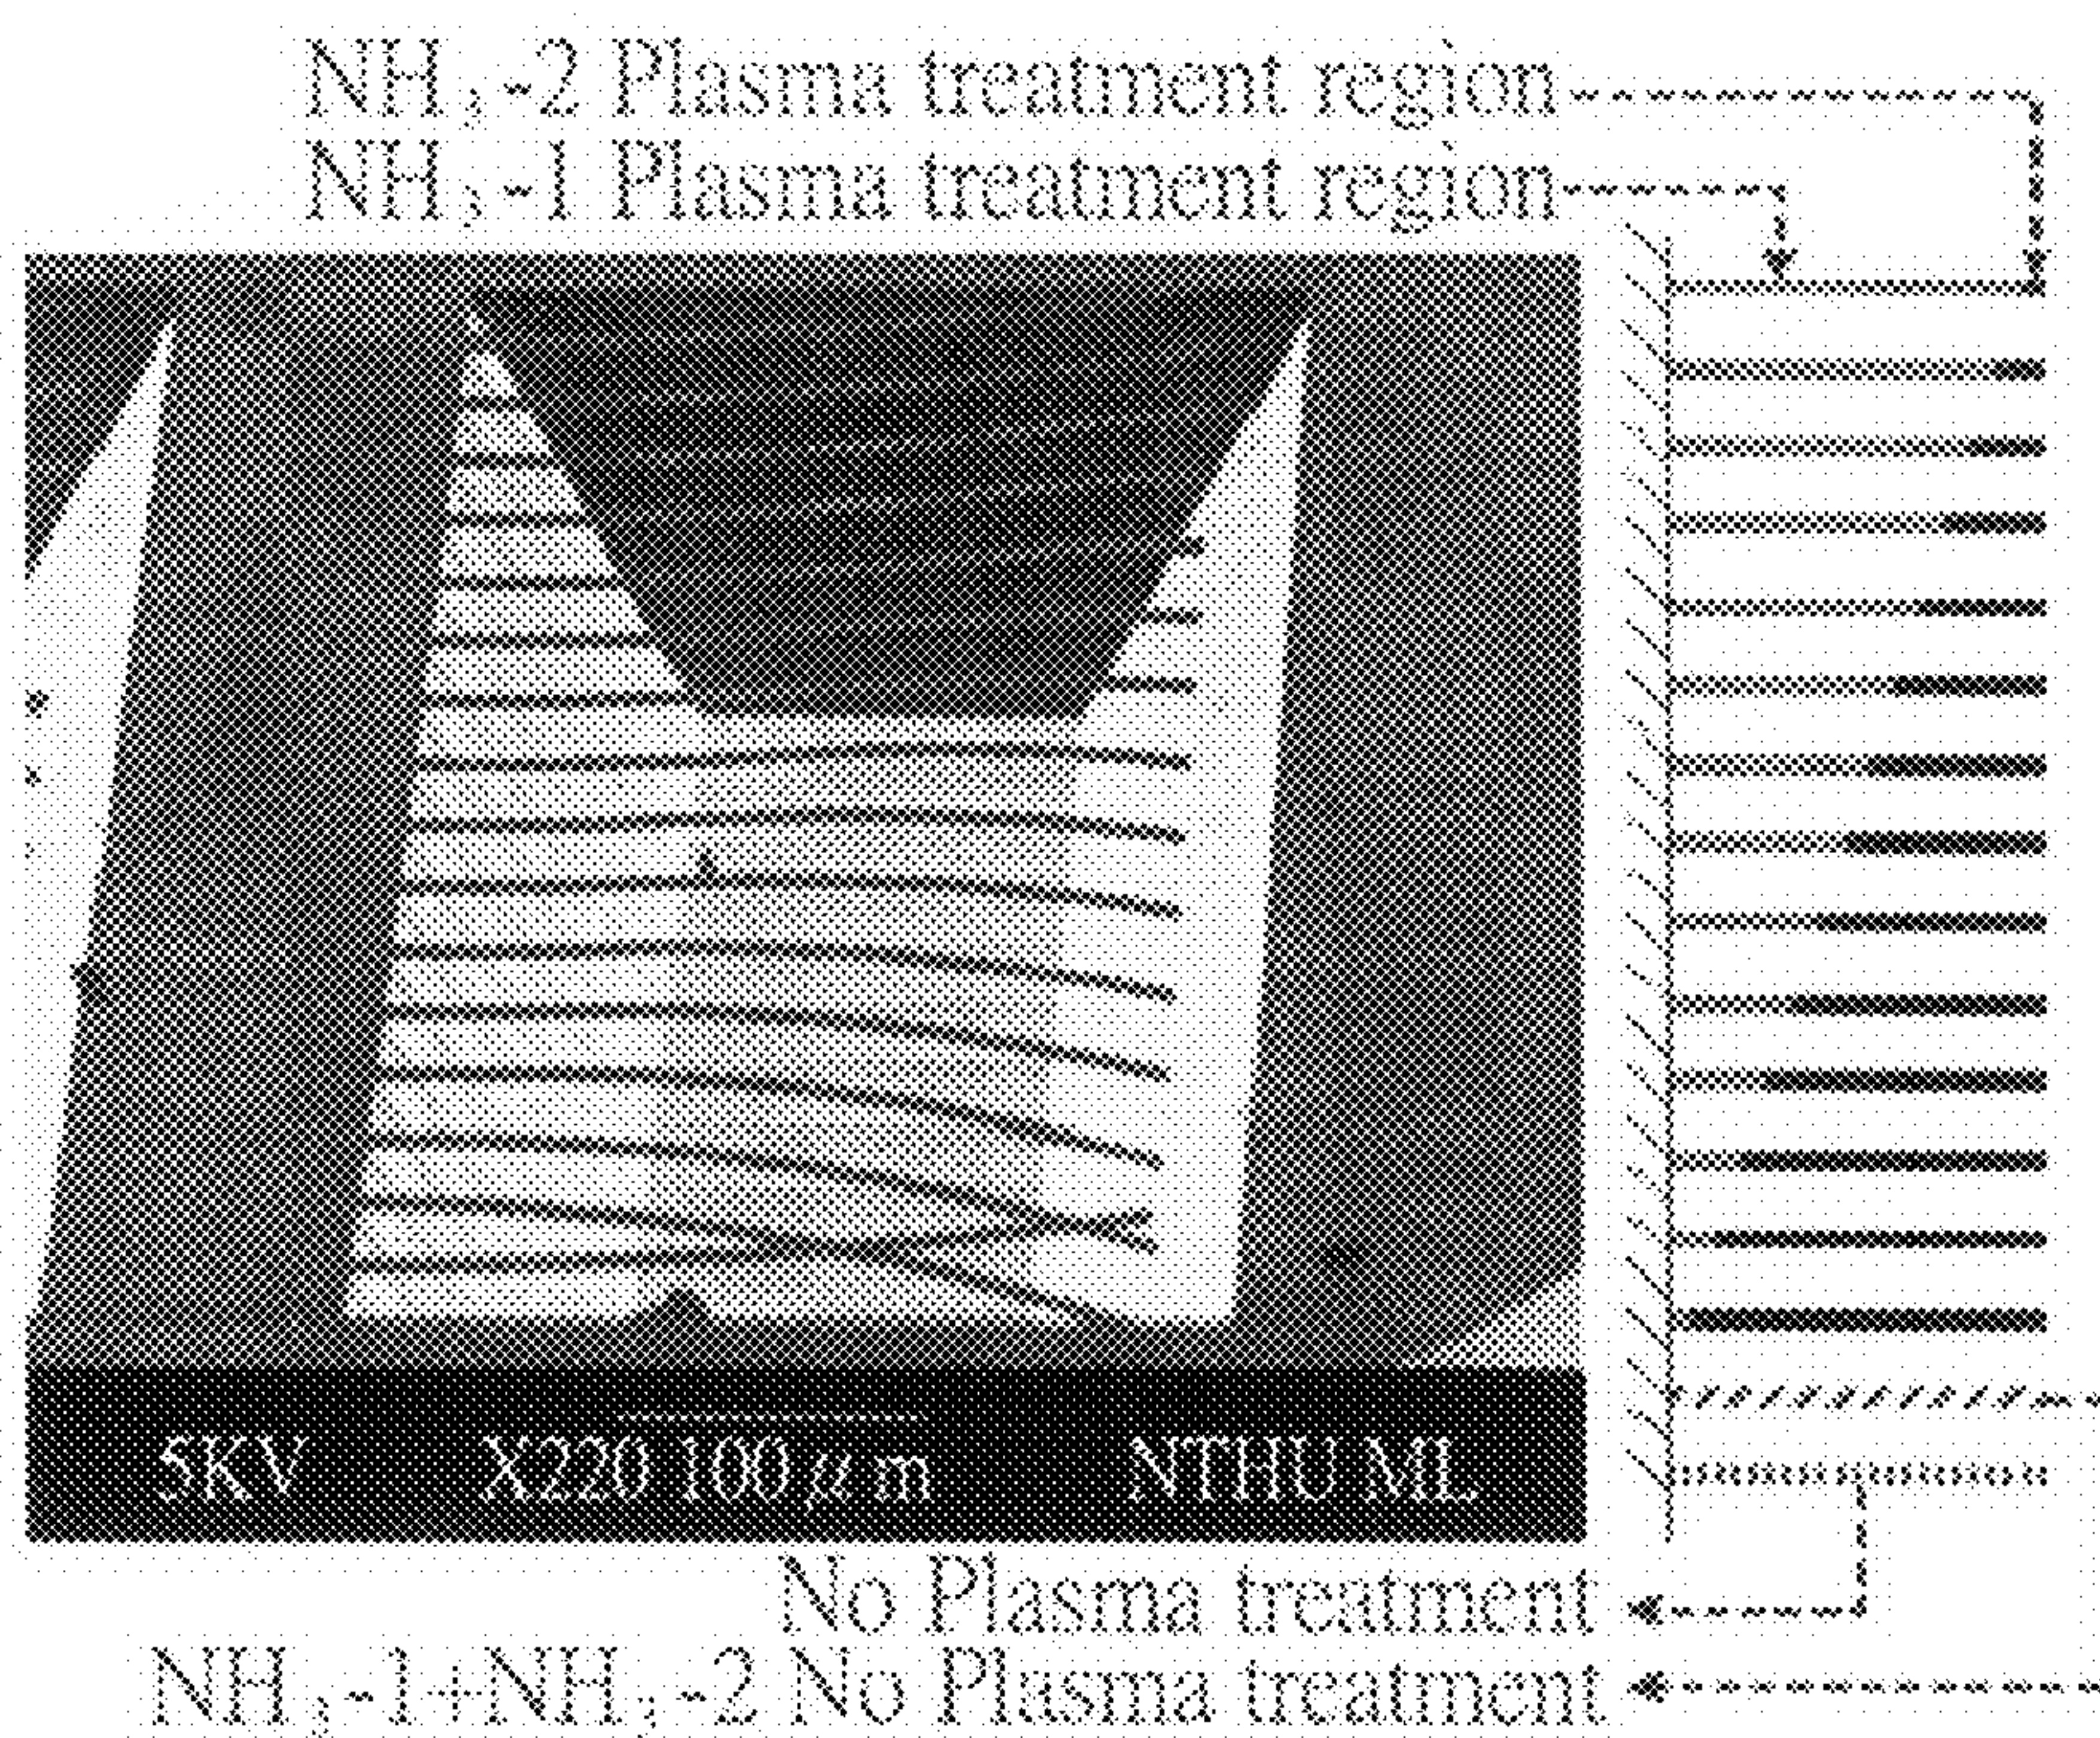 NH₃-2 Plasma treatment region
NH₃-1 Plasma treatment region
5KV X220 100μm NTHU ML
No Plasma treatment
NH₃-1+NH₃-2 No Plasma treatment